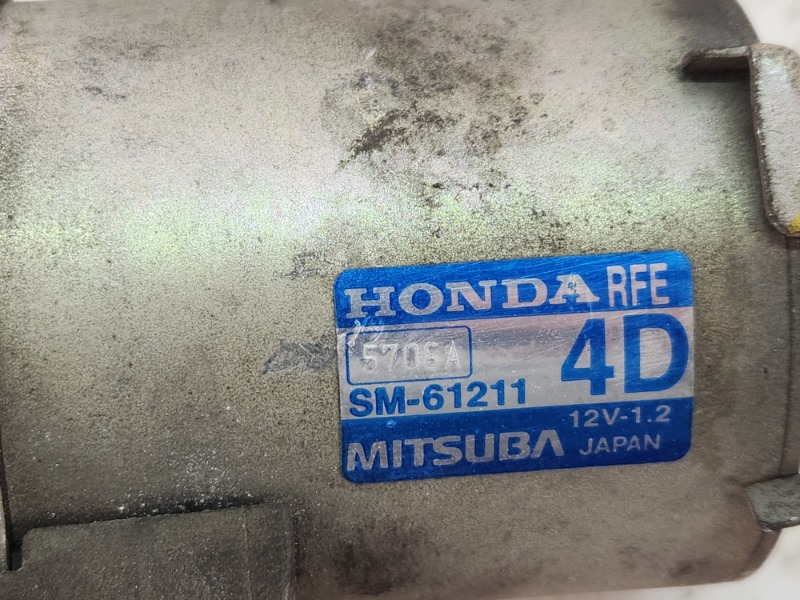 HONDA RFE
5706A
4D
SM-61211
12V-1.2
MITSUBA JAPAN